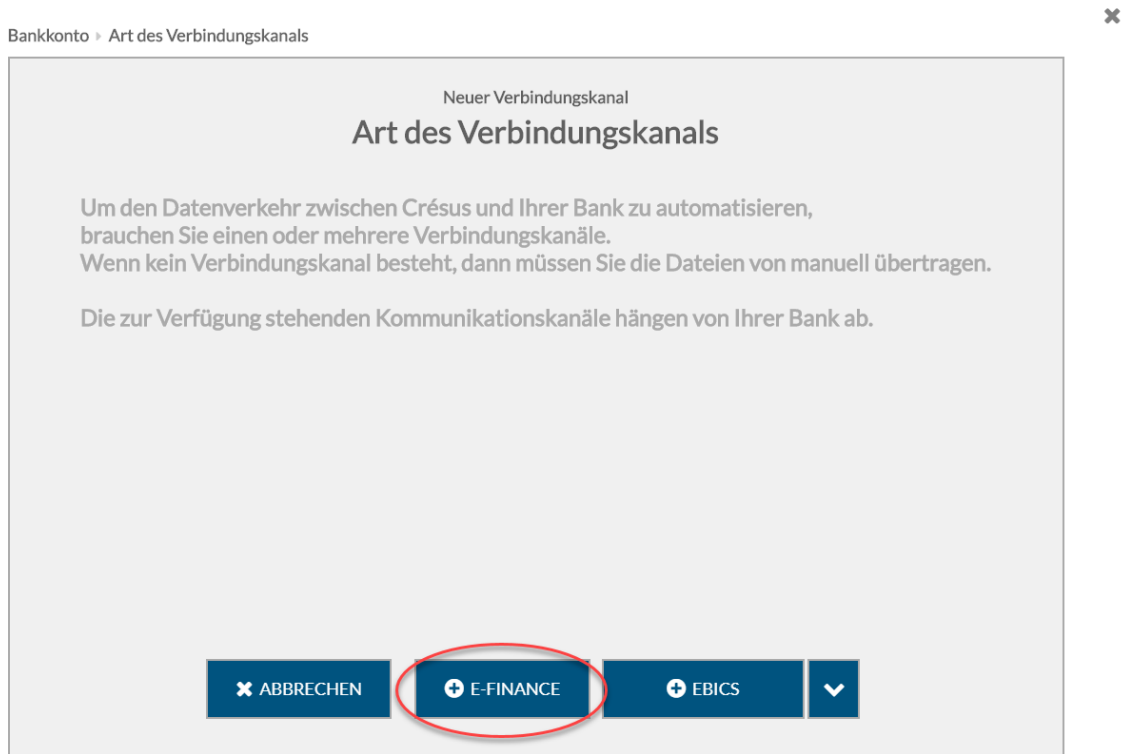 Bankkonto Art des Verbindungskanals
Neuer Verbindungskanal
Art des Verbindungskanals
Um den Datenverkehr zwischen Crésus und Ihrer Bank zu automatisieren,
brauchen Sie einen oder mehrere Verbindungskanäle.
Wenn kein Verbindungskanal besteht, dann müssen Sie die Dateien von manuell übertragen.
Die zur Verfügung stehenden Kommunikationskanäle hängen von Ihrer Bank ab.
ABBRECHEN E-FINANCE EBICS